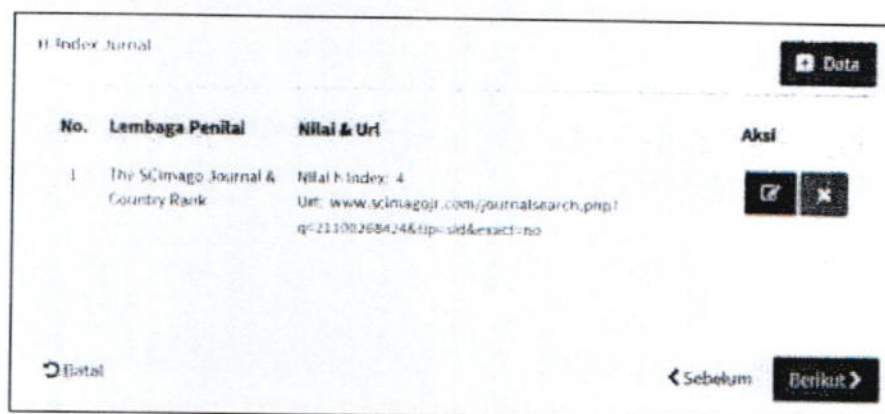 H Index Jurnal
Data
No. Lembaga Penilai Nilai & Url Aksi
1 The SCimago Journal & Nilai h Index: 4
Country Rank Url: www.scimagojr.com/journalsearch.php?
q=21100268424&tip=sid&exact=no
Batal Sebelum Berikut